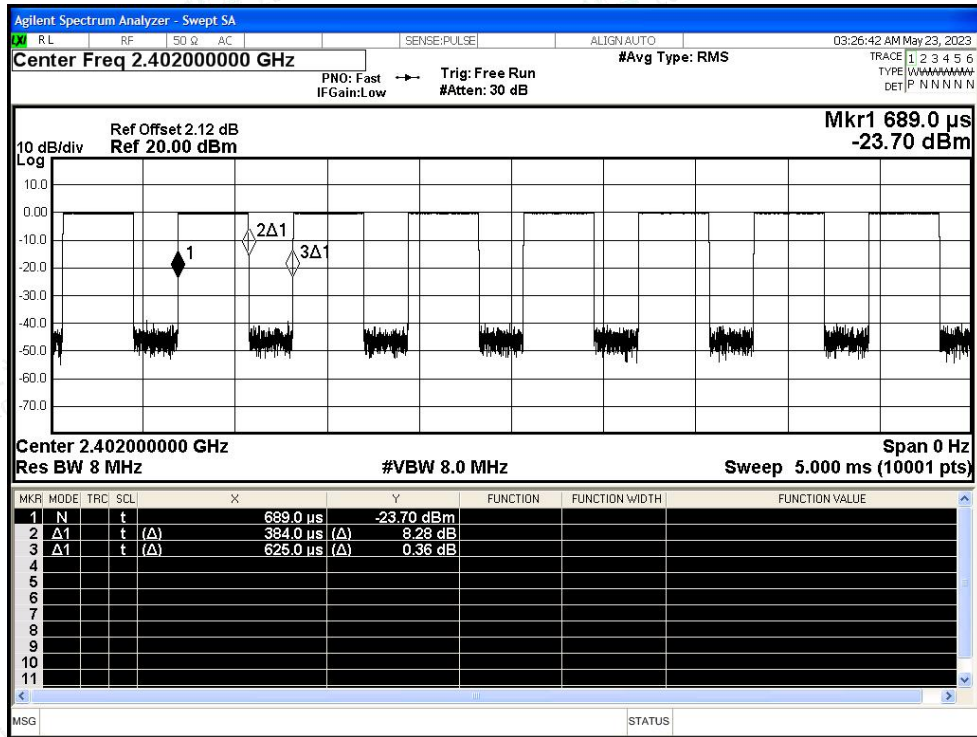 Agilent Spectrum Analyzer - Swept SA
LXI RL RF 50 Ω AC SENSE:PULSE ALIGN AUTO 03:26:42 AM May 23, 2023
Center Freq 2.402000000 GHz #Avg Type: RMS TRACE 1 2 3 4 5 6
PNO: Fast Trig: Free Run TYPE WWWWWW
IFGain:Low #Atten: 30 dB DET P N N N N N
Mkr1 689.0 µs
-23.70 dBm
Ref Offset 2.12 dB
10 dB/div Ref 20.00 dBm
Log
10.0
0.00
-10.0
-20.0
-30.0
-40.0
-50.0
-60.0
-70.0
1
2Δ1
3Δ1
Center 2.402000000 GHz Span 0 Hz
Res BW 8 MHz #VBW 8.0 MHz Sweep 5.000 ms (10001 pts)
MKR MODE TRC SCL X Y FUNCTION FUNCTION WIDTH FUNCTION VALUE
1 N t 689.0 µs -23.70 dBm
2 Δ1 t (Δ) 384.0 µs (Δ) 8.28 dB
3 Δ1 t (Δ) 625.0 µs (Δ) 0.36 dB
4
5
6
7
8
9
10
11
MSG STATUS